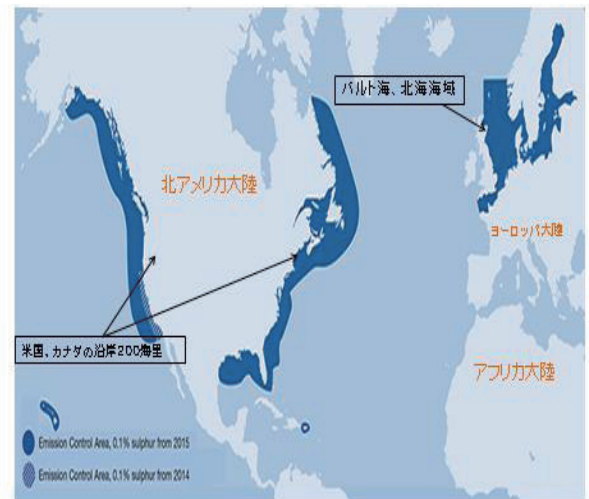 バルト海、北海海域
北アメリカ大陸
ヨーロッパ大陸
米国、カナダの沿岸200海里
アフリカ大陸
Emission Control Area, 0.1% sulphur from 2015
Emission Control Area, 0.1% sulphur from 2014